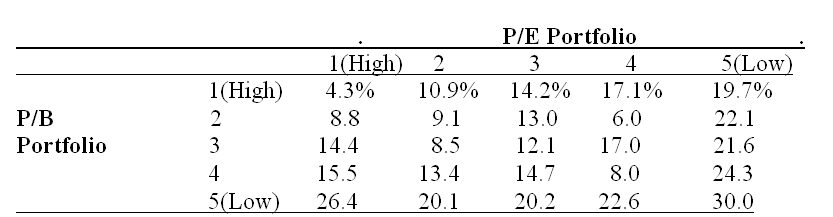 . P/E Portfolio .
1(High) 2 3 4 5(Low)
1(High) 4.3% 10.9% 14.2% 17.1% 19.7%
P/B 2 8.8 9.1 13.0 6.0 22.1
Portfolio 3 14.4 8.5 12.1 17.0 21.6
4 15.5 13.4 14.7 8.0 24.3
5(Low) 26.4 20.1 20.2 22.6 30.0